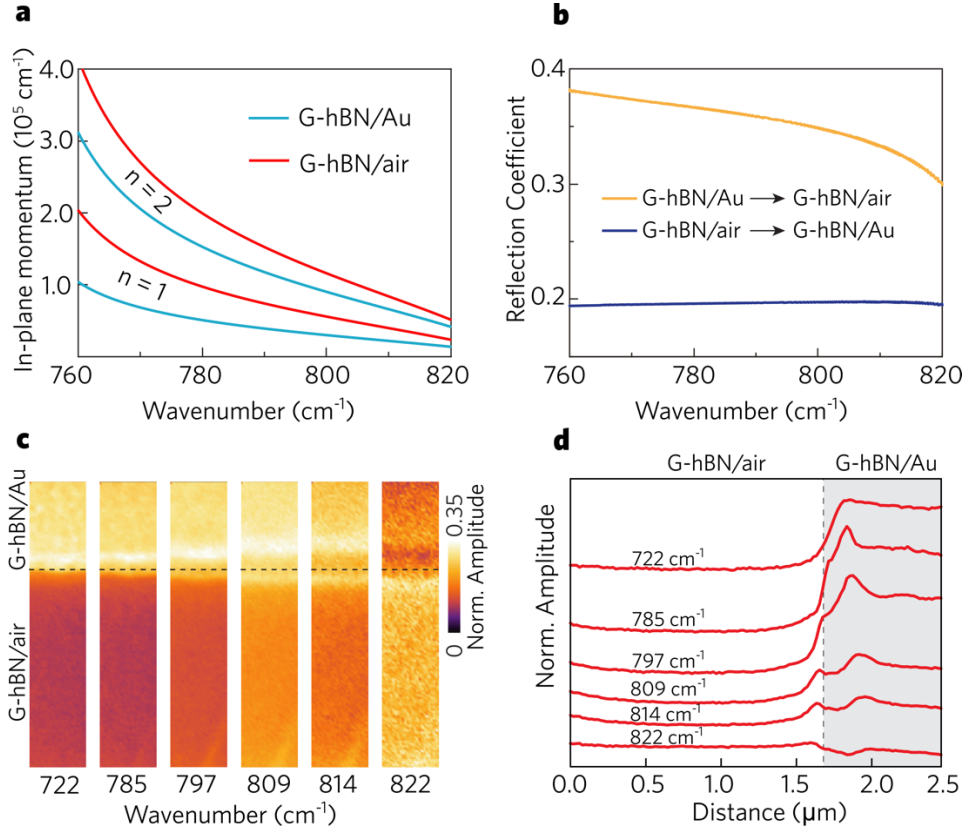 a
In-plane momentum (10⁵ cm⁻¹)
4.0
3.0
2.0
1.0
G-hBN/Au
G-hBN/air
n = 2
n = 1
760 780 800 820
Wavenumber (cm⁻¹)
b
Reflection Coefficient
0.4
0.3
0.2
G-hBN/Au → G-hBN/air
G-hBN/air → G-hBN/Au
760 780 800 820
Wavenumber (cm⁻¹)
c
G-hBN/Au
G-hBN/air
0 0.35
Norm. Amplitude
722 785 797 809 814 822
Wavenumber (cm⁻¹)
d
G-hBN/air G-hBN/Au
Norm. Amplitude
722 cm⁻¹
785 cm⁻¹
797 cm⁻¹
809 cm⁻¹
814 cm⁻¹
822 cm⁻¹
0.0 0.5 1.0 1.5 2.0 2.5
Distance (μm)